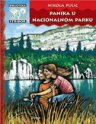 NIKOLA PULIĆ
PANIKA U
NACIONALNOM PARKU